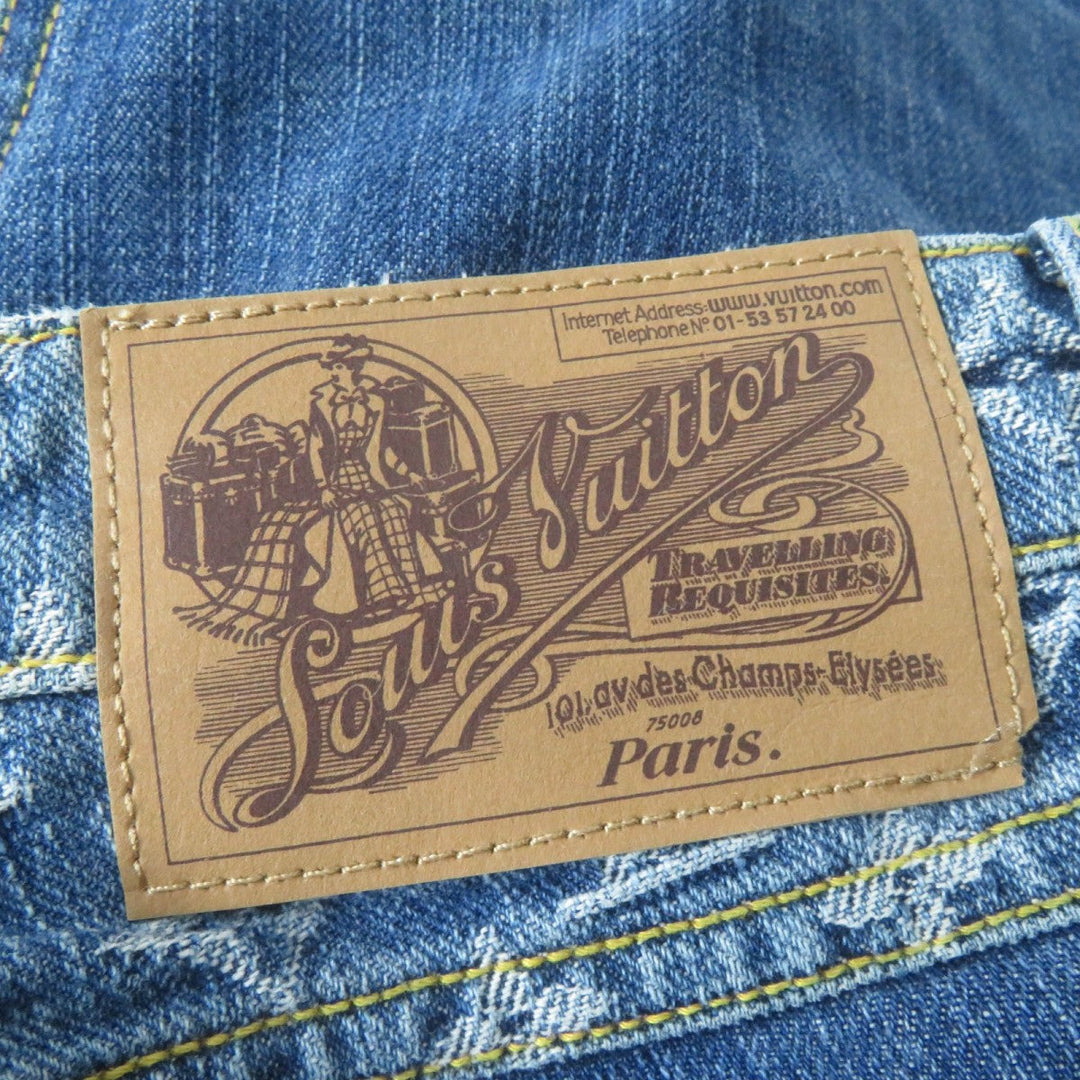 Internet Address:www.vuitton.com
Telephone Nº 01-53 57 24 00
Louis Vuitton
TRAVELLING
REQUISITES.
101, av. des Champs-Elysées.
75008
Paris.